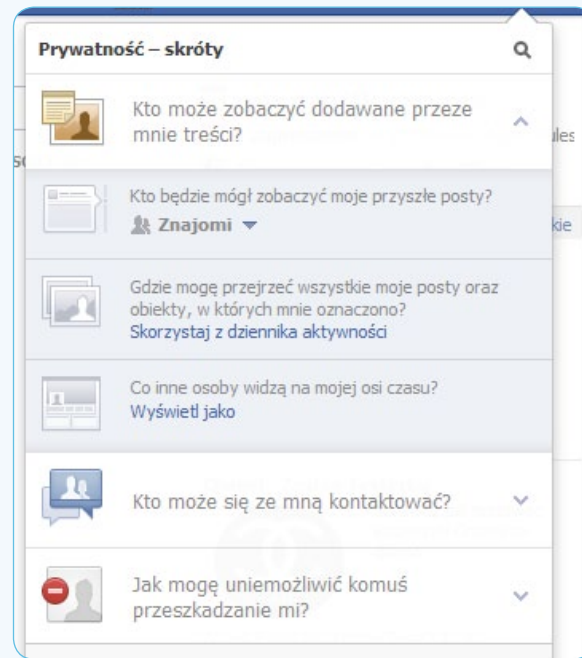 Prywatność – skróty
Kto może zobaczyć dodawane przeze
mnie treści?
Kto będzie mógł zobaczyć moje przyszłe posty?
Znajomi
Gdzie mogę przejrzeć wszystkie moje posty oraz
obiekty, w których mnie oznaczono?
Skorzystaj z dziennika aktywności
Co inne osoby widzą na mojej osi czasu?
Wyświetl jako
Kto może się ze mną kontaktować?
Jak mogę uniemożliwić komuś
przeszkadzanie mi?